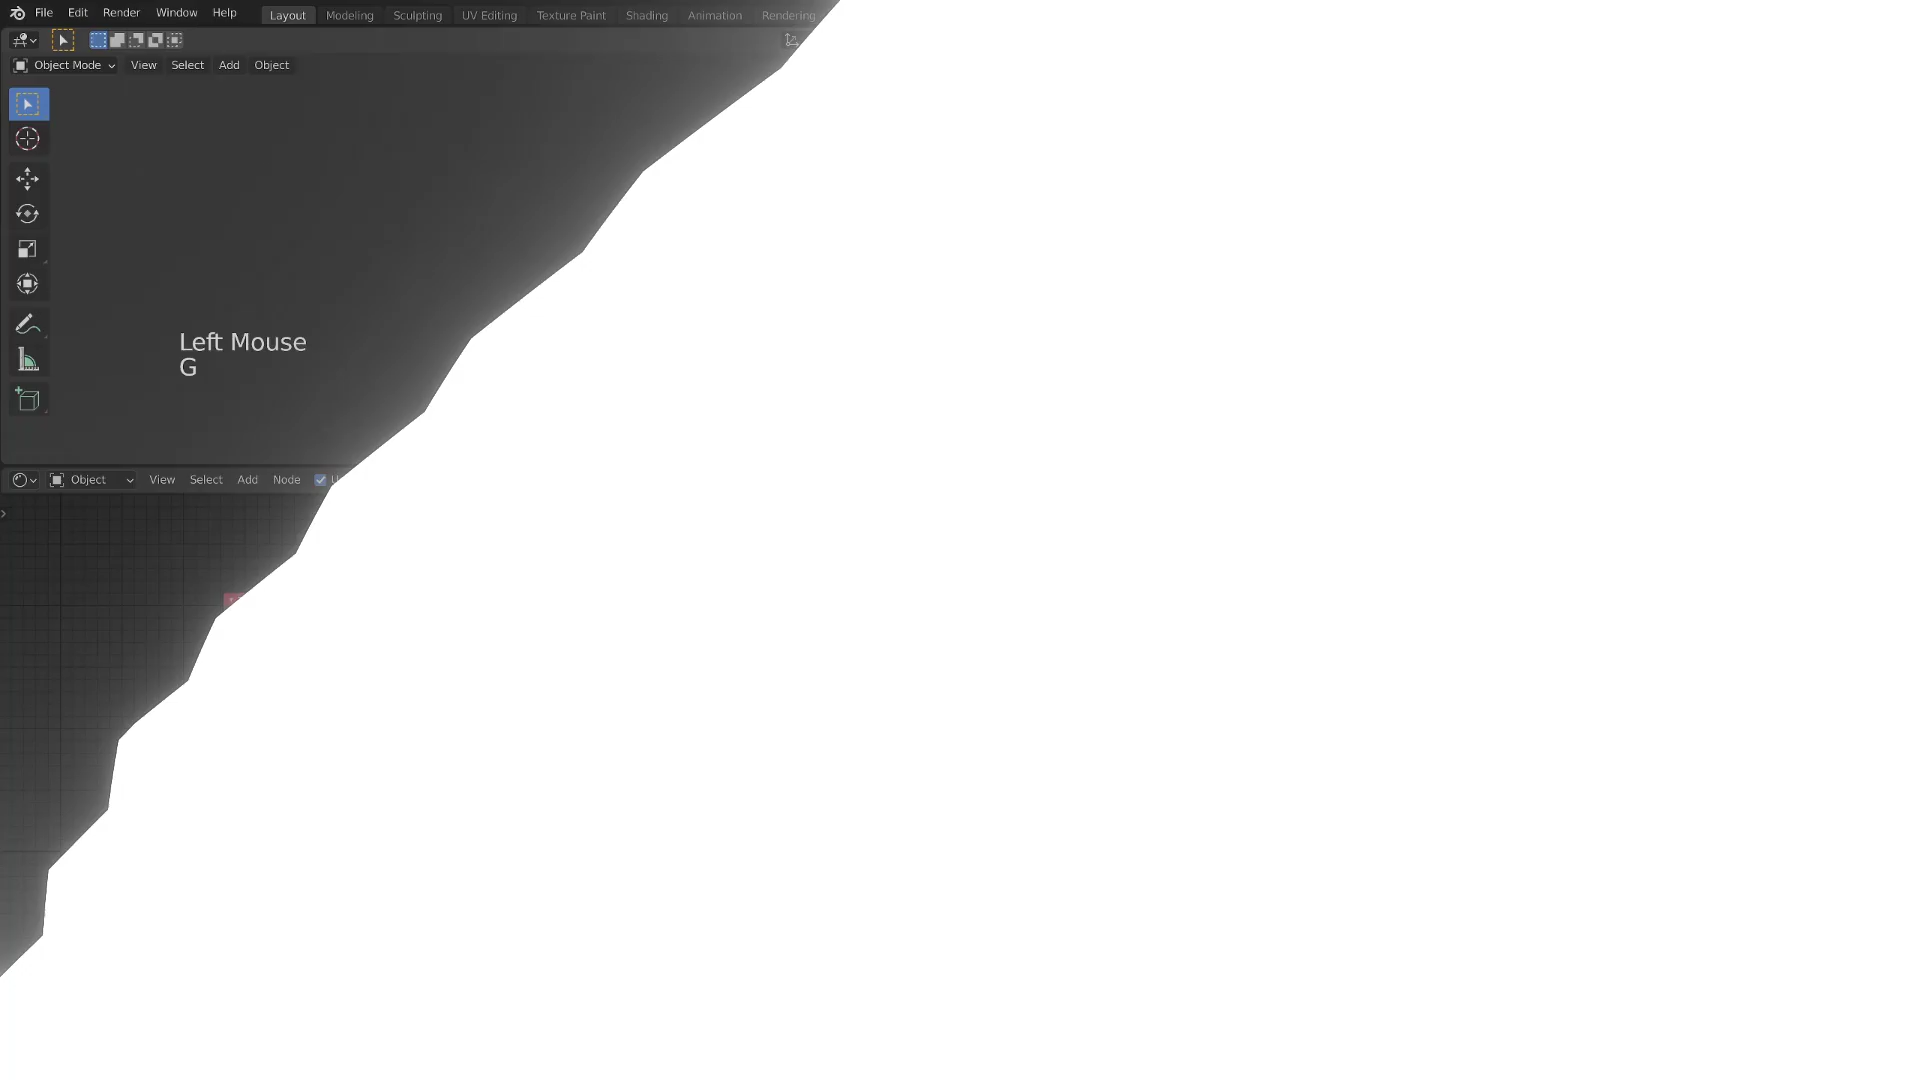 File Edit Render Window Help Layout Modeling Sculpting UV Editing Texture Paint Shading Animation Rendering
Object Mode View Select Add Object
Left Mouse
G
Object View Select Add Node